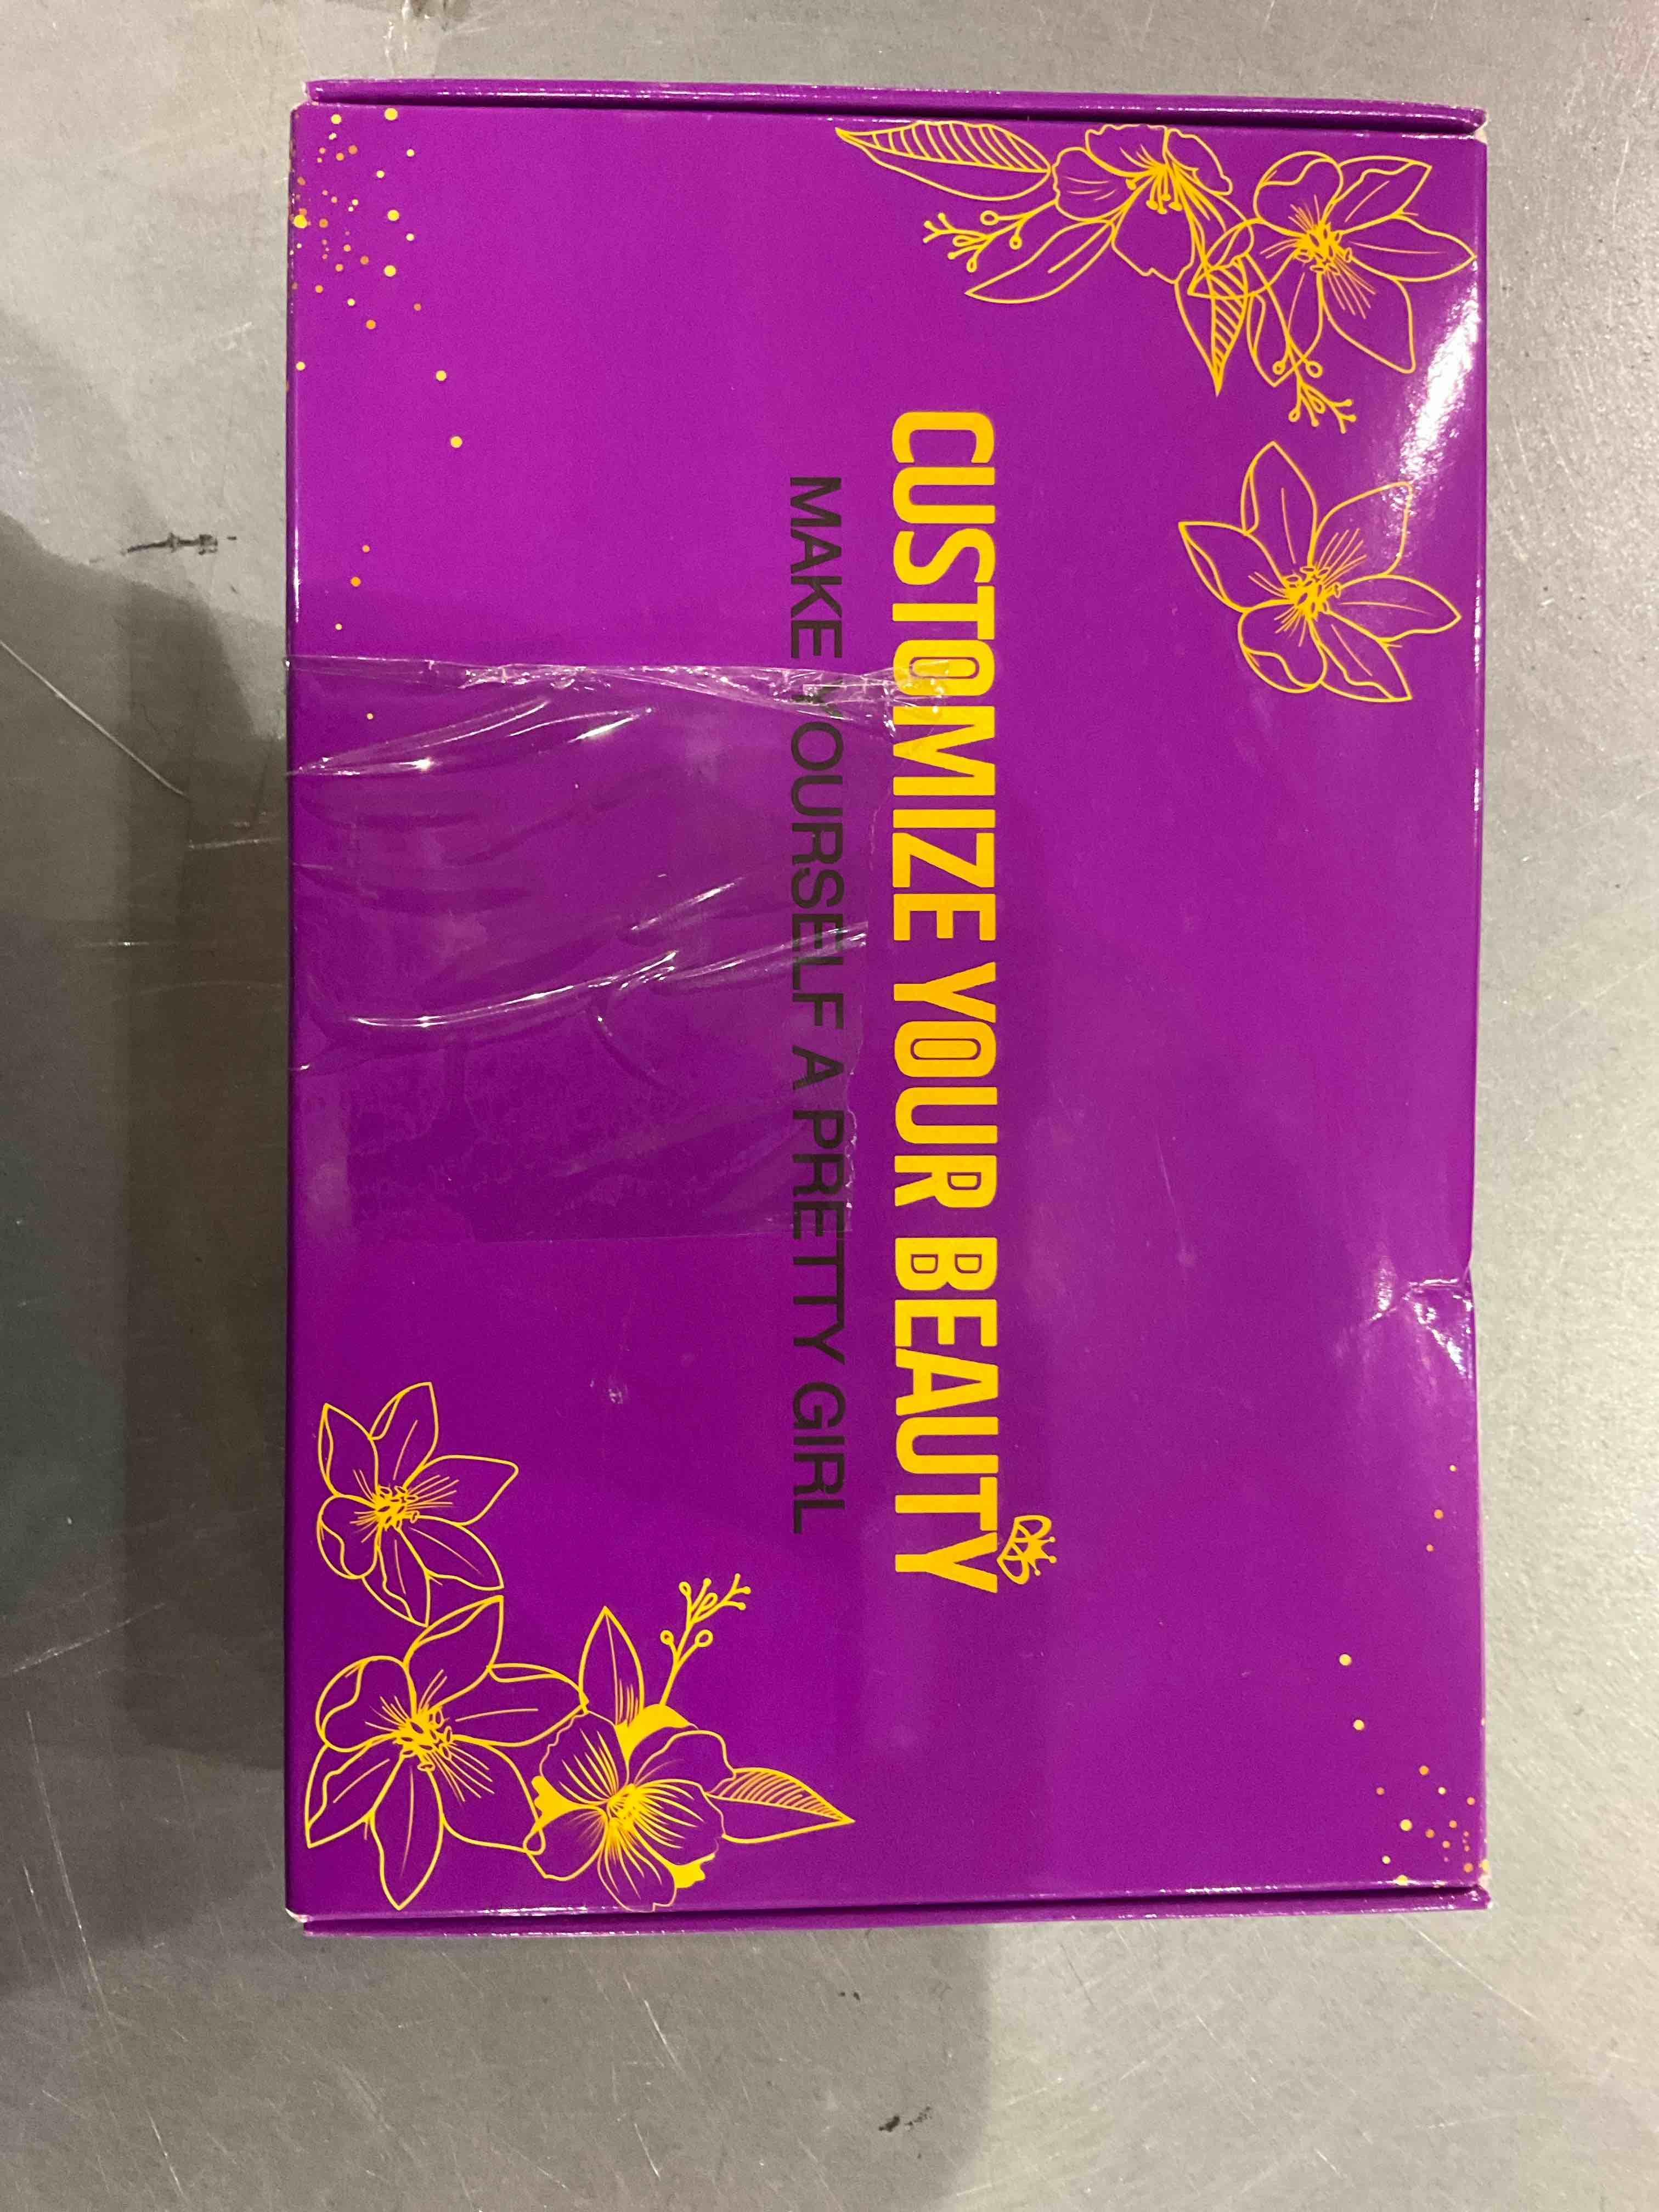 CUSTOMIZE YOUR BEAUTY
MAKE YOURSELF A PRETTY GIRL